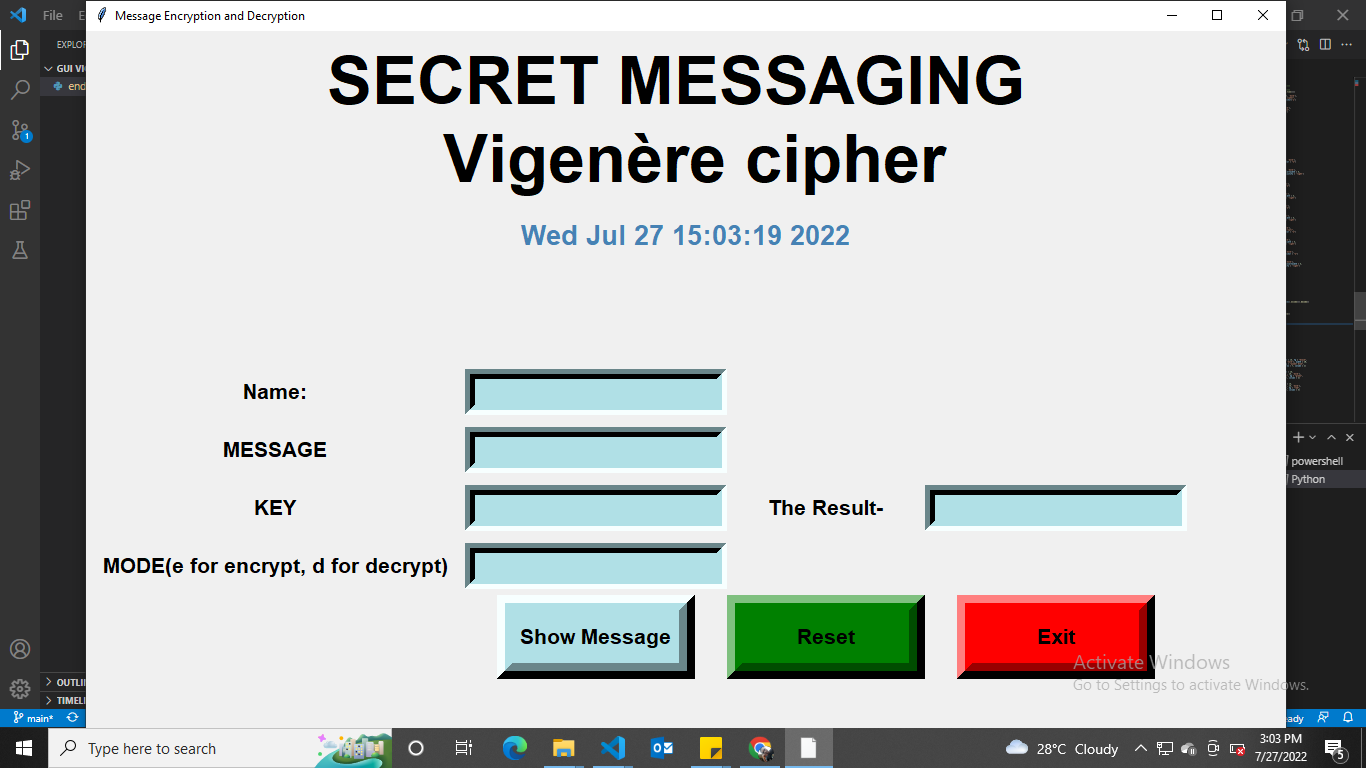 Message Encryption and Decryption
File
E
EXPLOR
GUI VI
end
SECRET MESSAGING
Vigenère cipher
Wed Jul 27 15:03:19 2022
Name:
MESSAGE
KEY
The Result-
MODE(e for encrypt, d for decrypt)
Show Message
Reset
Exit
powershell
Python
1
OUTLI
TIMELI
Activate Windows
Go to Settings to activate Windows.
main*
eady
Type here to search
28°C Cloudy
3:03 PM
7/27/2022
5